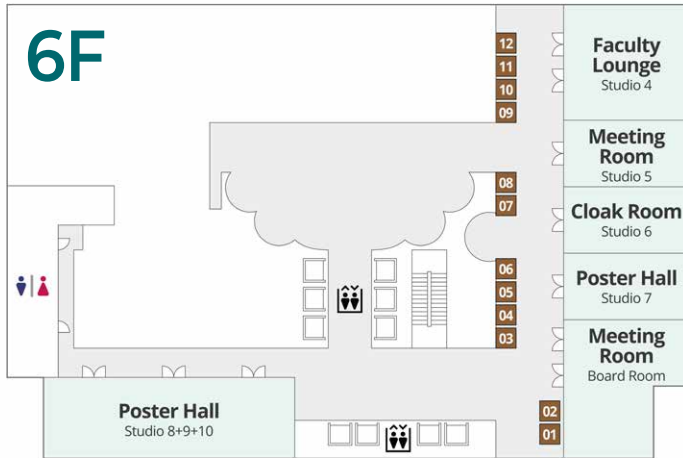 6F
12
11
10
09
08
07
06
05
04
03
02
01
Faculty
Lounge
Studio 4
Meeting
Room
Studio 5
Cloak Room
Studio 6
Poster Hall
Studio 7
Meeting
Room
Board Room
Poster Hall
Studio 8+9+10